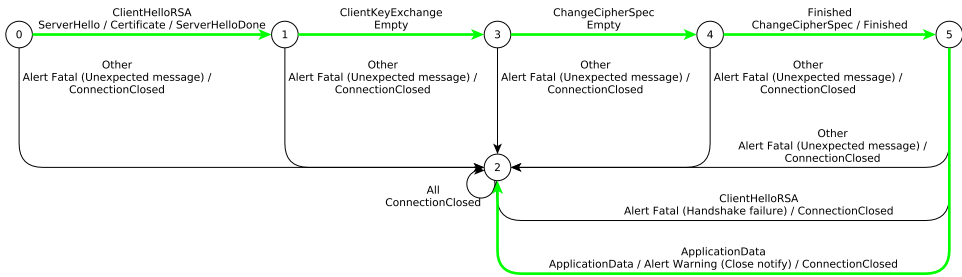 ClientHelloRSA
ServerHello / Certificate / ServerHelloDone
ClientKeyExchange
Empty
ChangeCipherSpec
Empty
Finished
ChangeCipherSpec / Finished
0
1
3
4
5
Other
Alert Fatal (Unexpected message) /
ConnectionClosed
Other
Alert Fatal (Unexpected message) /
ConnectionClosed
Other
Alert Fatal (Unexpected message) /
ConnectionClosed
Other
Alert Fatal (Unexpected message) /
ConnectionClosed
Other
Alert Fatal (Unexpected message) /
ConnectionClosed
2
All
ConnectionClosed
ClientHelloRSA
Alert Fatal (Handshake failure) / ConnectionClosed
ApplicationData
ApplicationData / Alert Warning (Close notify) / ConnectionClosed